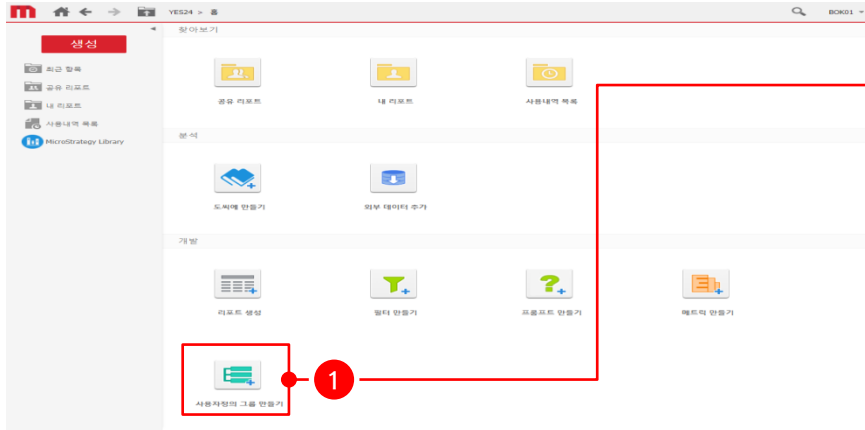 YES24 > 홈
BOK01
생성
최근 항목
공유 리포트
내 리포트
사용내역 목록
MicroStrategy Library
찾아보기
공유 리포트
내 리포트
사용내역 목록
분석
도씨에 만들기
외부 데이터 추가
개발
리포트 생성
필터 만들기
프롬프트 만들기
메트릭 만들기
사용자정의 그룹 만들기
1